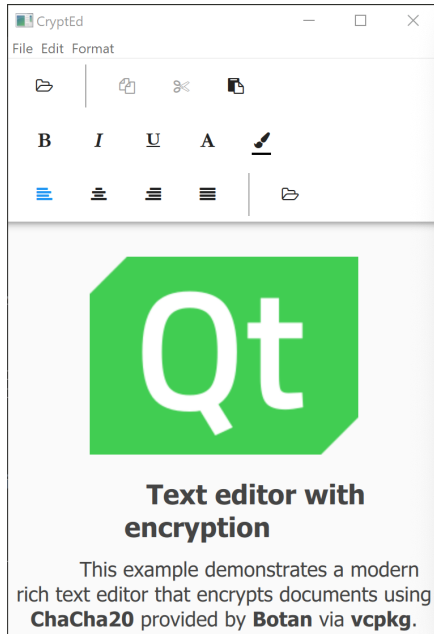 CryptEd
File Edit Format
B I U A
Qt
Text editor with
encryption
This example demonstrates a modern
rich text editor that encrypts documents using
ChaCha20 provided by Botan via vcpkg.